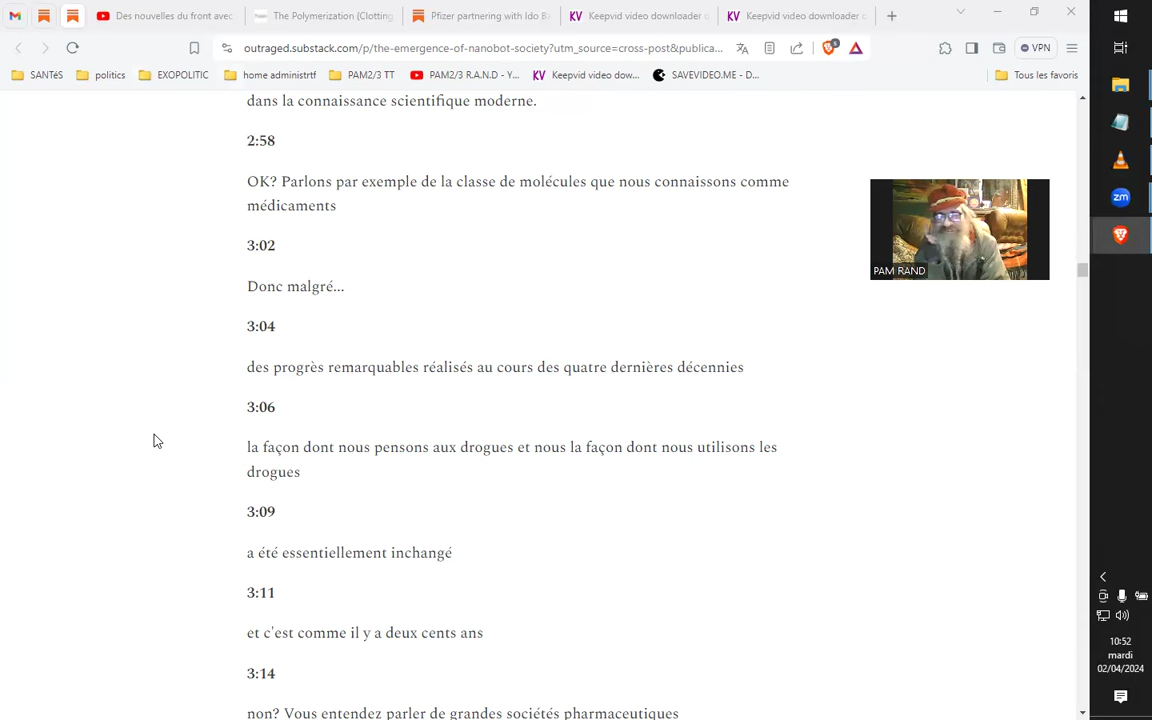 Des nouvelles du front avec
The Polymerization (Clotting
Pfizer partnering with Ido Ba
KV Keepvid video downloader o
KV Keepvid video downloader o
outraged.substack.com/p/the-emergence-of-nanobot-society?utm_source=cross-post&publica...
VPN
SANTéS
politics
EXOPOLITIC
home administrtf
PAM2/3 TT
PAM2/3 R.A.N.D - Y...
KV Keepvid video dow...
SAVEVIDEO.ME - D...
Tous les favoris
dans la connaissance scientifique moderne.
2:58
OK? Parlons par exemple de la classe de molécules que nous connaissons comme
médicaments
3:02
Donc malgré...
3:04
des progrès remarquables réalisés au cours des quatre dernières décennies
3:06
la façon dont nous pensons aux drogues et nous la façon dont nous utilisons les
drogues
3:09
a été essentiellement inchangé
3:11
et c'est comme il y a deux cents ans
3:14
non? Vous entendez parler de grandes sociétés pharmaceutiques
PAM RAND
zm
10:52
mardi
02/04/2024